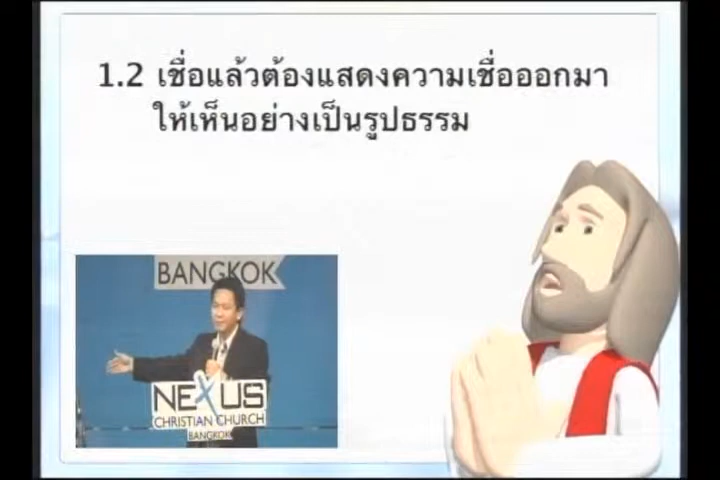 1.2 เชื่อแล้วต้องแสดงความเชื่อออกมา
ให้เห็นอย่างเป็นรูปธรรม
BANGKOK
NEXUS
CHRISTIAN CHURCH
BANGKOK